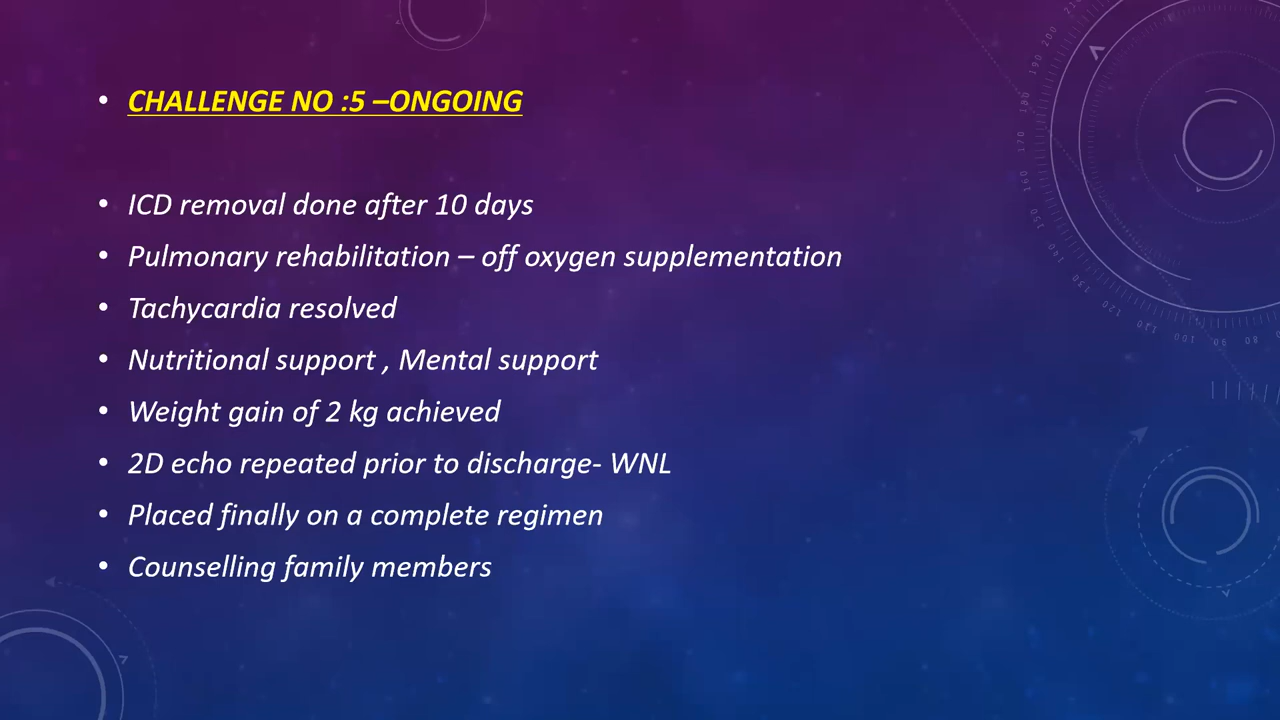 CHALLENGE NO :5 –ONGOING
ICD removal done after 10 days
Pulmonary rehabilitation – off oxygen supplementation
Tachycardia resolved
Nutritional support , Mental support
Weight gain of 2 kg achieved
2D echo repeated prior to discharge- WNL
Placed finally on a complete regimen
Counselling family members